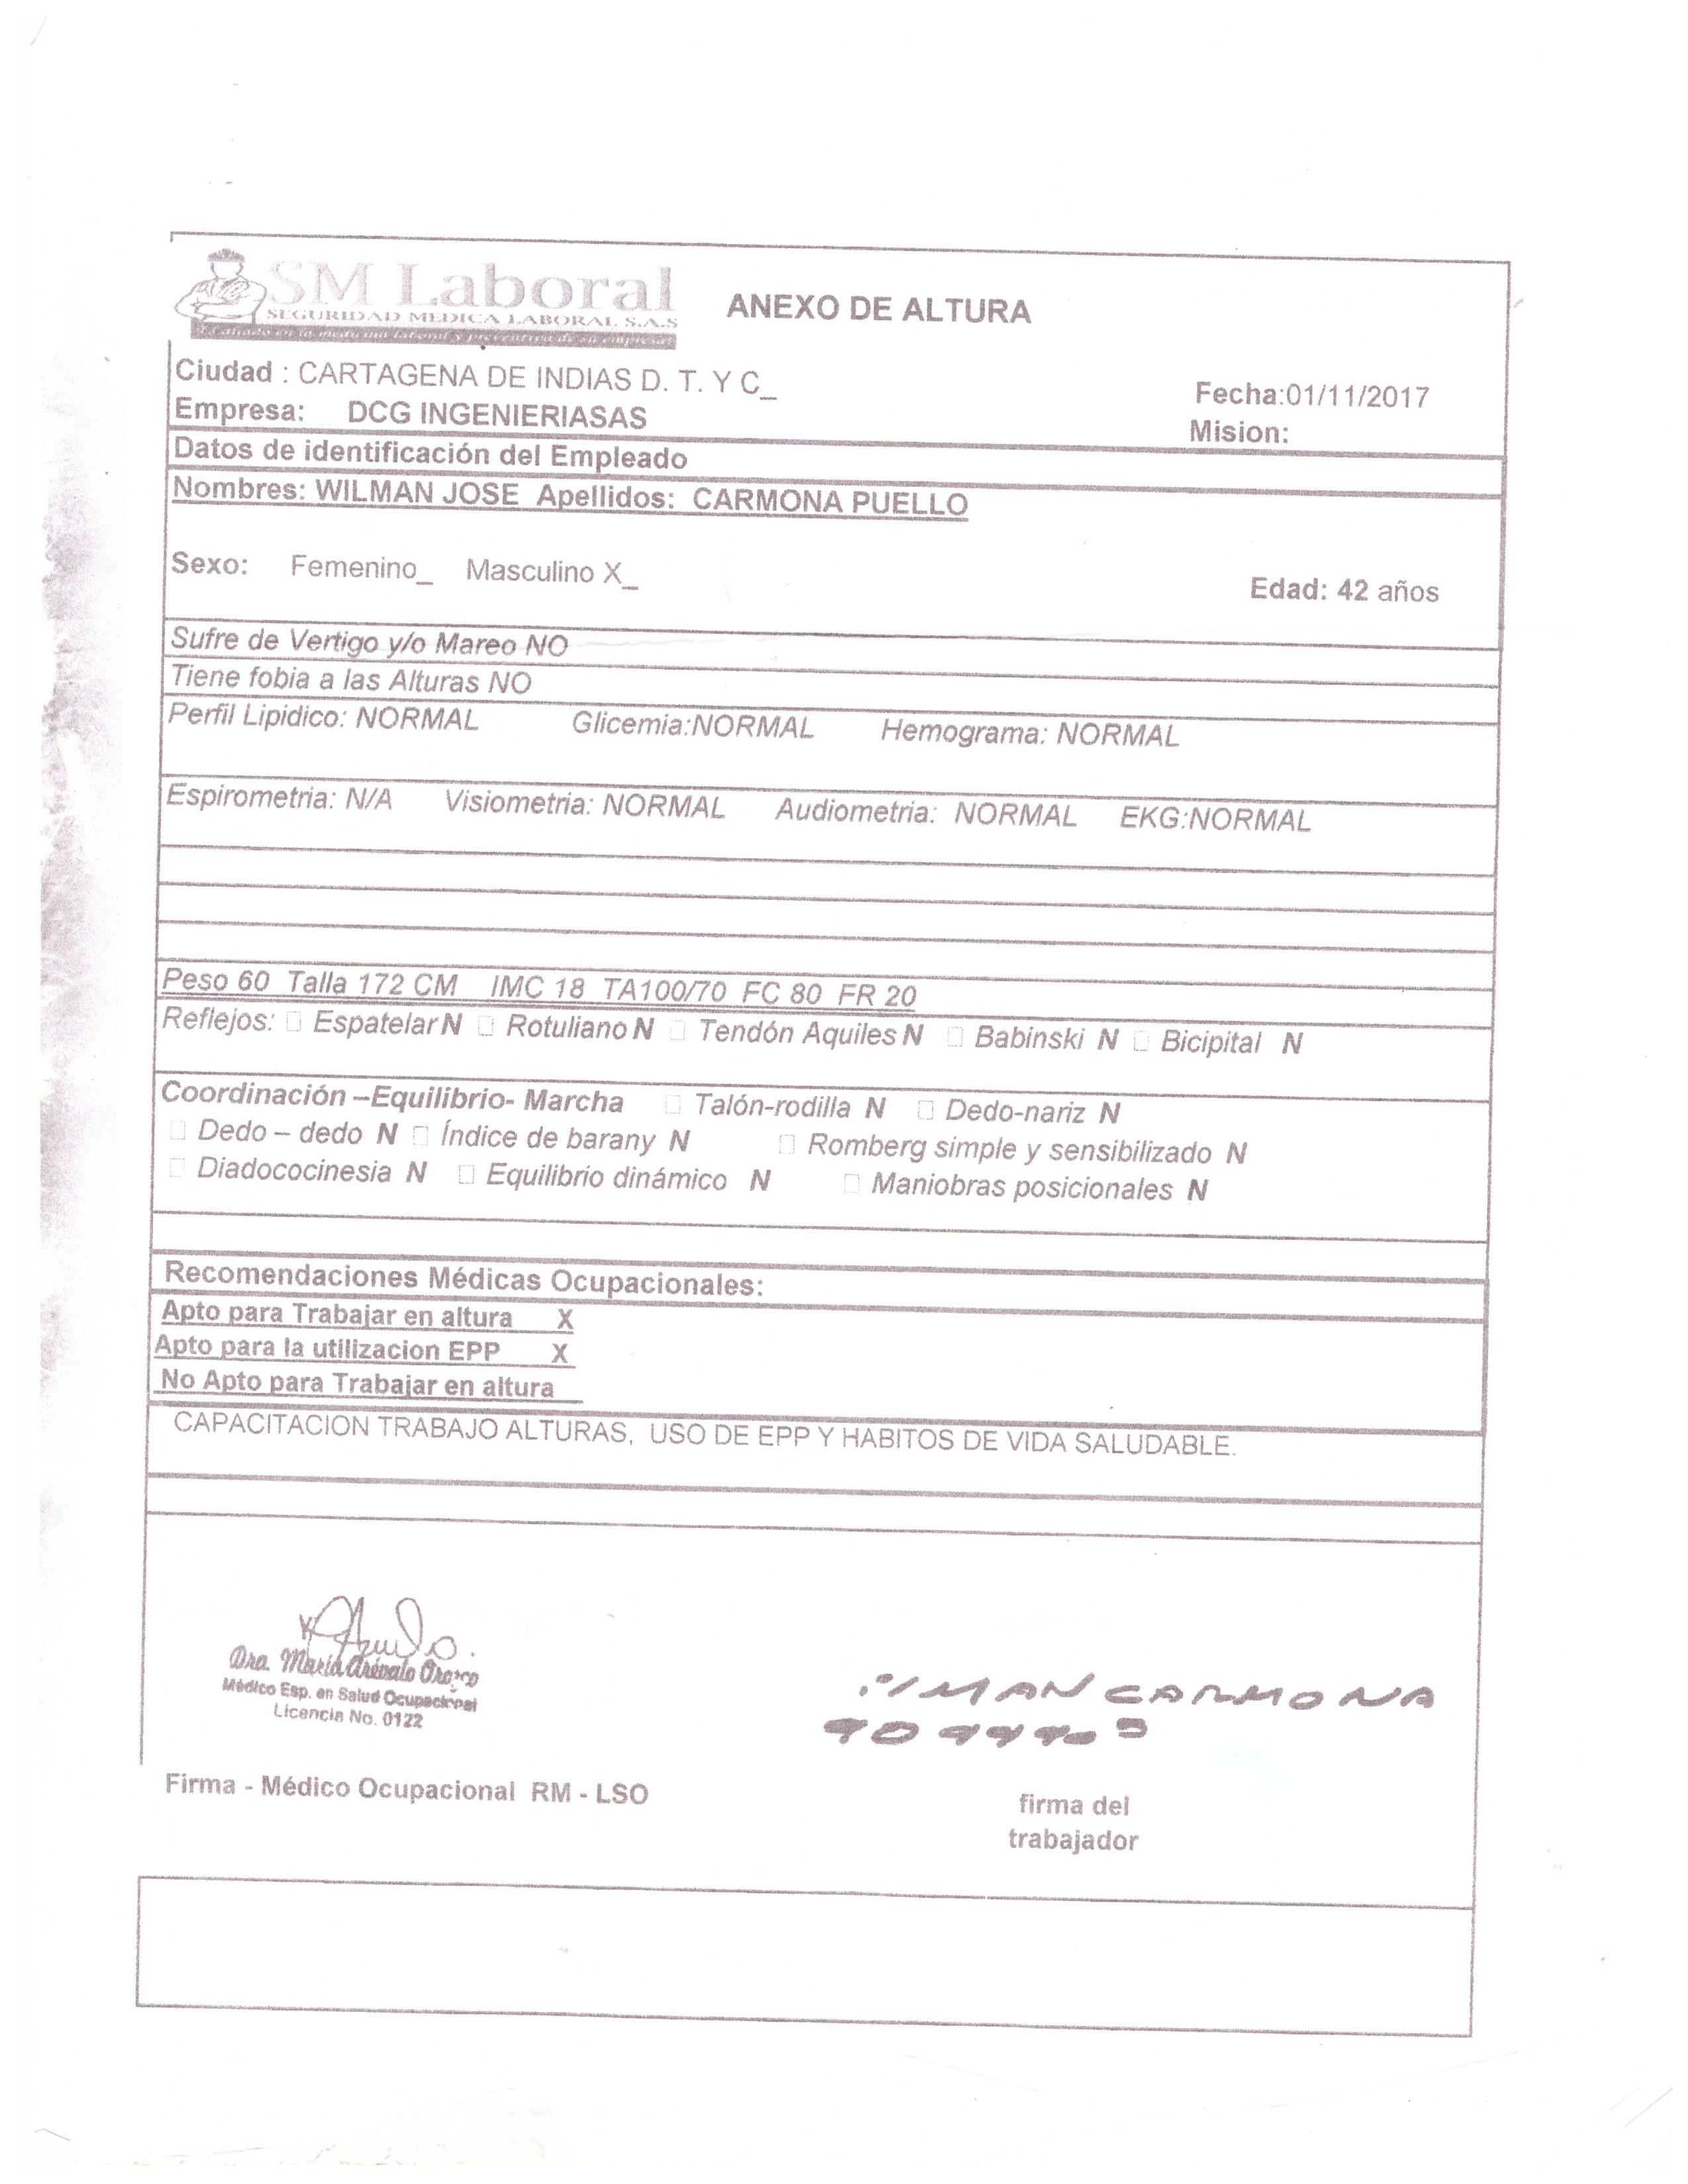 SM Laboral
SEGURIDAD MEDICA LABORAL S.A.S
ANEXO DE ALTURA
Ciudad : CARTAGENA DE INDIAS D. T. Y C_
Fecha:01/11/2017
Empresa: DCG INGENIERIASAS
Mision:
Datos de identificación del Empleado
Nombres: WILMAN JOSE Apellidos: CARMONA PUELLO
Sexo: Femenino_ Masculino X_
Edad: 42 años
Sufre de Vertigo y/o Mareo NO
Tiene fobia a las Alturas NO
Perfil Lipidico: NORMAL Glicemia:NORMAL Hemograma: NORMAL
Espirometria: N/A Visiometria: NORMAL Audiometria: NORMAL EKG:NORMAL
Peso 60 Talla 172 CM IMC 18 TA100/70 FC 80 FR 20
Reflejos: Espatelar N Rotuliano N Tendón Aquiles N Babinski N Bicipital N
Coordinación –Equilibrio- Marcha Talón-rodilla N Dedo-nariz N
Dedo – dedo N Índice de barany N Romberg simple y sensibilizado N
Diadococinesia N Equilibrio dinámico N Maniobras posicionales N
Recomendaciones Médicas Ocupacionales:
Apto para Trabajar en altura X
Apto para la utilizacion EPP X
No Apto para Trabajar en altura
CAPACITACION TRABAJO ALTURAS, USO DE EPP Y HABITOS DE VIDA SALUDABLE.
Dra. María Arévalo Orozco
Médico Esp. en Salud Ocupacional
Licencia No. 0122
CARMONA
Firma - Médico Ocupacional RM - LSO
firma del
trabajador